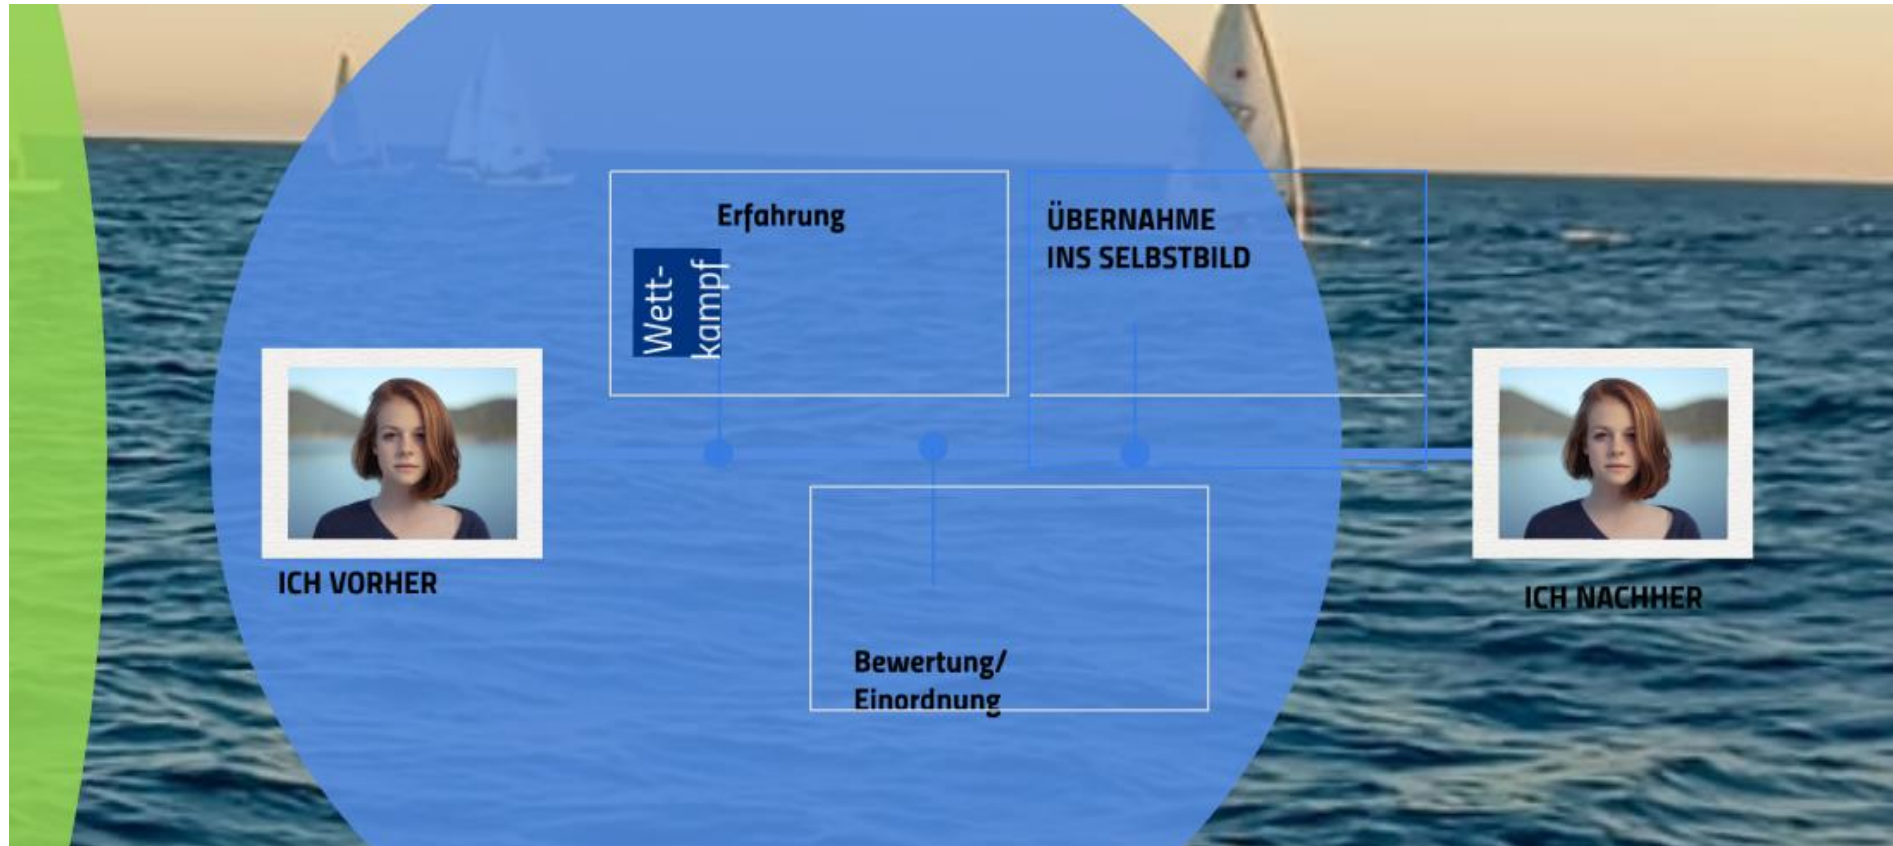 Erfahrung
Wett-
kampf
ÜBERNAHME
INS SELBSTBILD
ICH VORHER
ICH NACHHER
Bewertung/
Einordnung